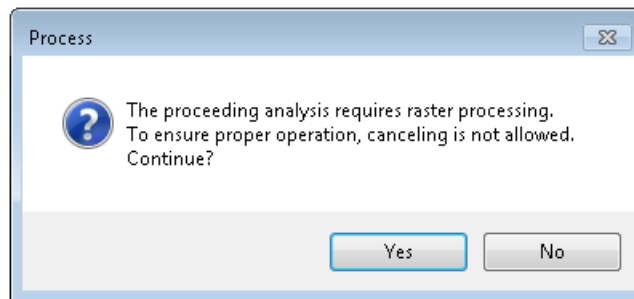 Process
The proceeding analysis requires raster processing.
To ensure proper operation, canceling is not allowed.
Continue?
Yes No